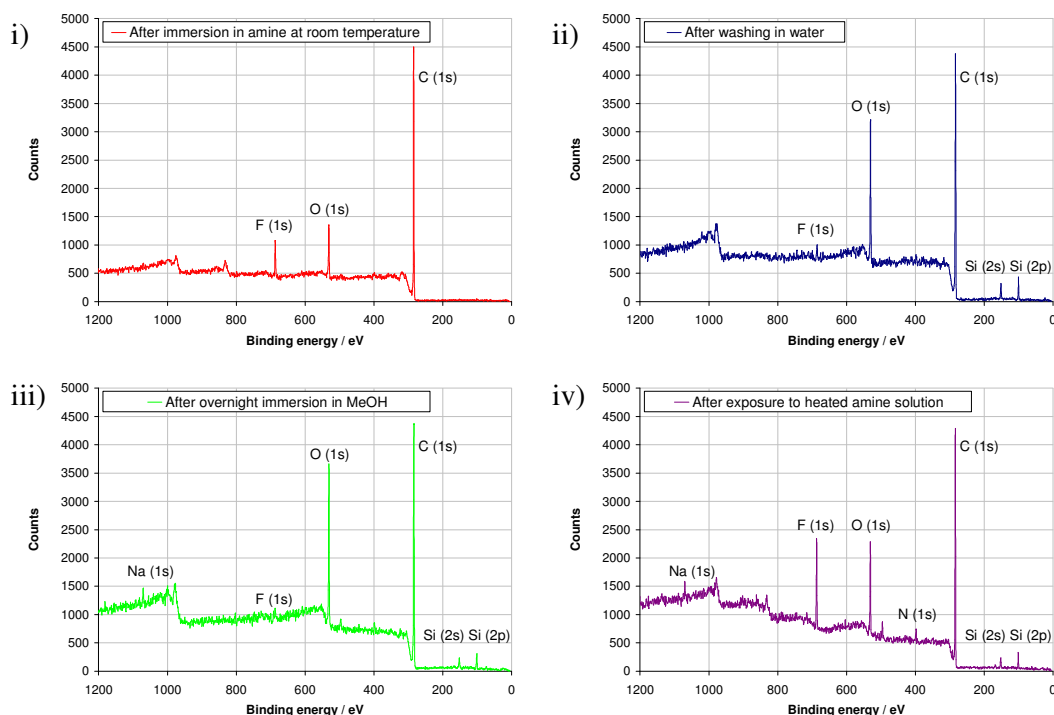 i)
After immersion in amine at room temperature
5000
4500
4000
3500
3000
2500
2000
1500
1000
500
0
Counts
C (1s)
O (1s)
F (1s)
1200 1000 800 600 400 200 0
Binding energy / eV
ii)
After washing in water
5000
4500
4000
3500
3000
2500
2000
1500
1000
500
0
Counts
C (1s)
O (1s)
F (1s)
Si (2s) Si (2p)
1200 1000 800 600 400 200 0
Binding energy / eV
iii)
After overnight immersion in MeOH
5000
4500
4000
3500
3000
2500
2000
1500
1000
500
0
Counts
C (1s)
O (1s)
Na (1s)
F (1s)
Si (2s) Si (2p)
1200 1000 800 600 400 200 0
Binding energy / eV
iv)
After exposure to heated amine solution
5000
4500
4000
3500
3000
2500
2000
1500
1000
500
0
Counts
C (1s)
F (1s) O (1s)
Na (1s)
N (1s)
Si (2s) Si (2p)
1200 1000 800 600 400 200 0
Binding energy / eV